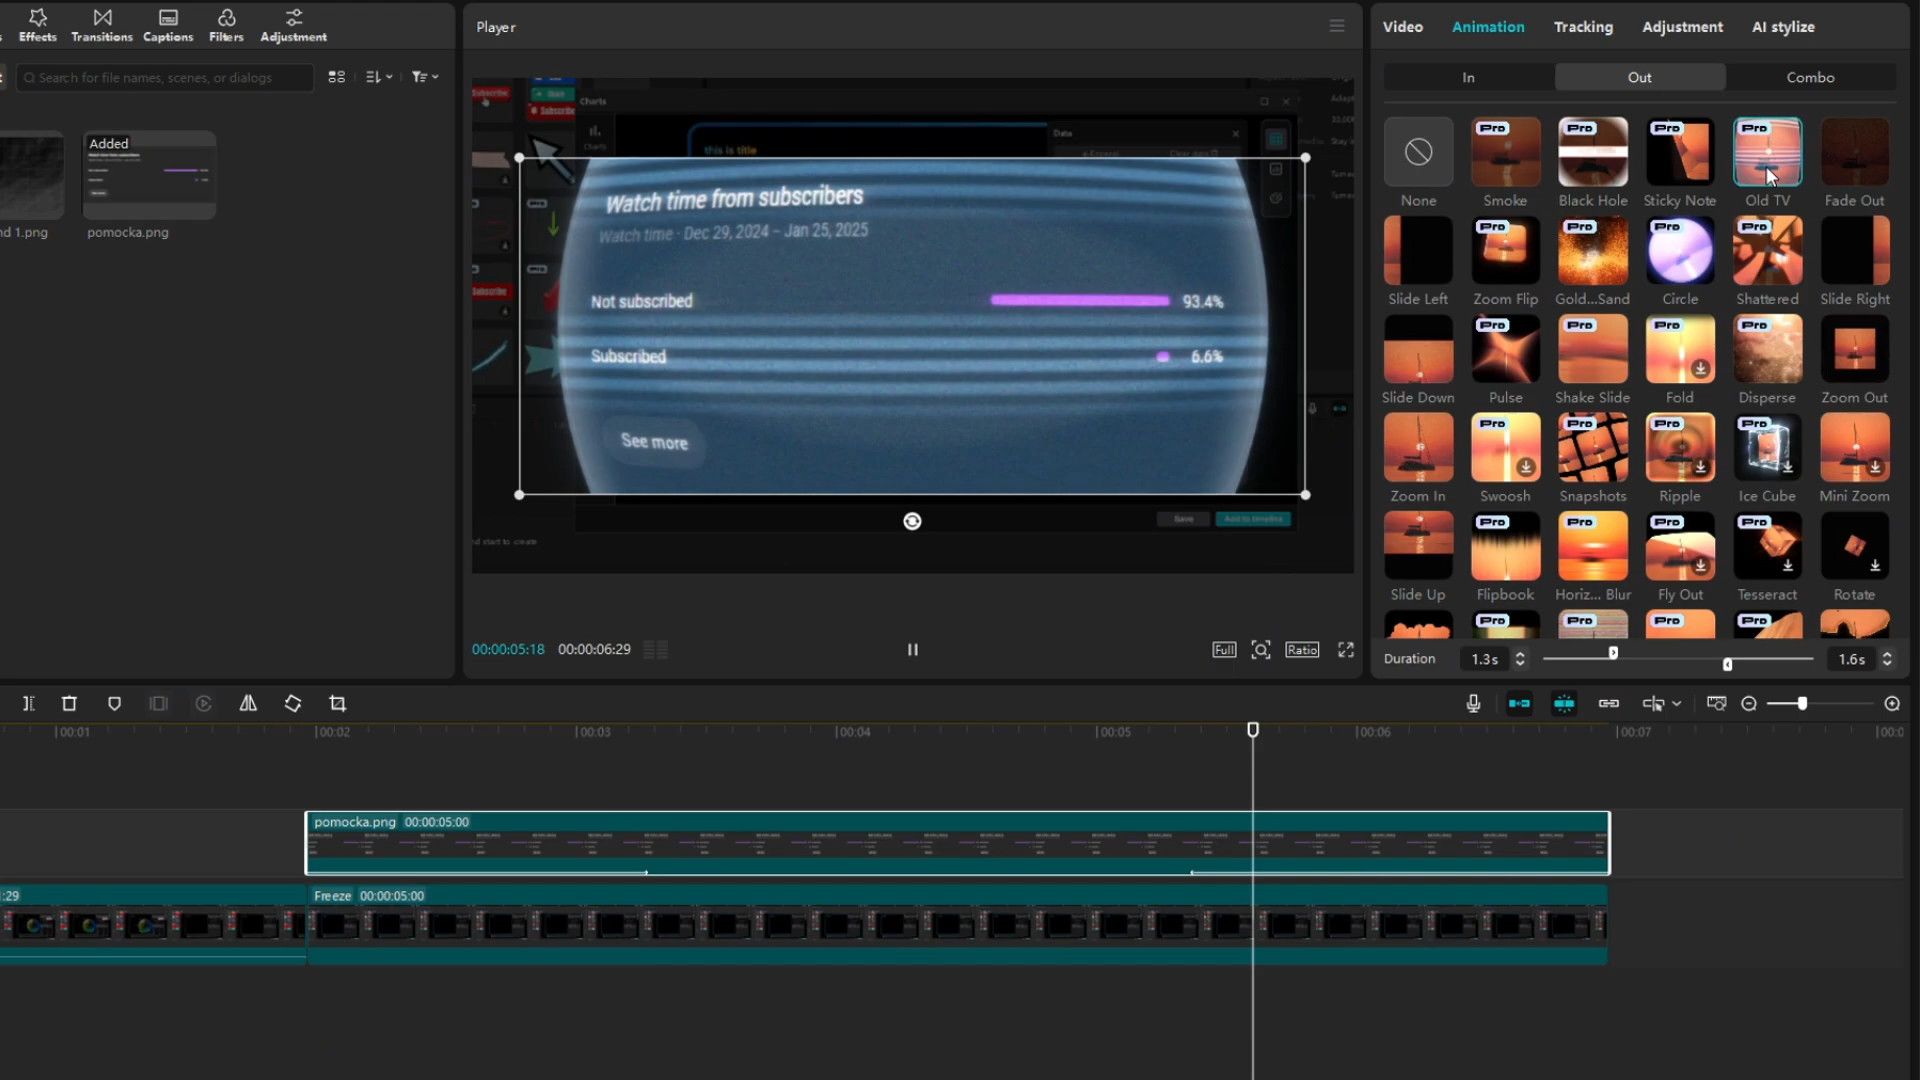 Effects
Transitions
Captions
Filters
Adjustment
Search for file names, scenes, or dialogs
Added
nd 1.png
pomocka.png
Player
Subscribe
Share
Subscribe
Charts
Charts
this is title
Data
Clear data
Watch time from subscribers
Watch time · Dec 29, 2024 – Jan 25, 2025
Not subscribed
93.4%
Subscribed
6.6%
Subscribe
See more
Save
Add to timeline
nd start to create
00:00:05:18
00:00:06:29
Full
Ratio
Video
Animation
Tracking
Adjustment
AI stylize
In
Out
Combo
None
Pro
Smoke
Pro
Black Hole
Pro
Sticky Note
Pro
Old TV
Fade Out
Slide Left
Pro
Zoom Flip
Pro
Gold...Sand
Pro
Circle
Pro
Shattered
Slide Right
Slide Down
Pro
Pulse
Pro
Shake Slide
Pro
Fold
Pro
Disperse
Zoom Out
Zoom In
Pro
Swoosh
Pro
Snapshots
Pro
Ripple
Pro
Ice Cube
Mini Zoom
Slide Up
Pro
Flipbook
Pro
Horiz... Blur
Pro
Fly Out
Pro
Tesseract
Rotate
Pro
Pro
Pro
Pro
Duration
1.3s
1.6s
00:01
00:02
00:03
00:04
00:05
00:06
00:07
00:0
pomocka.png 00:00:05:00
:29
Freeze 00:00:05:00